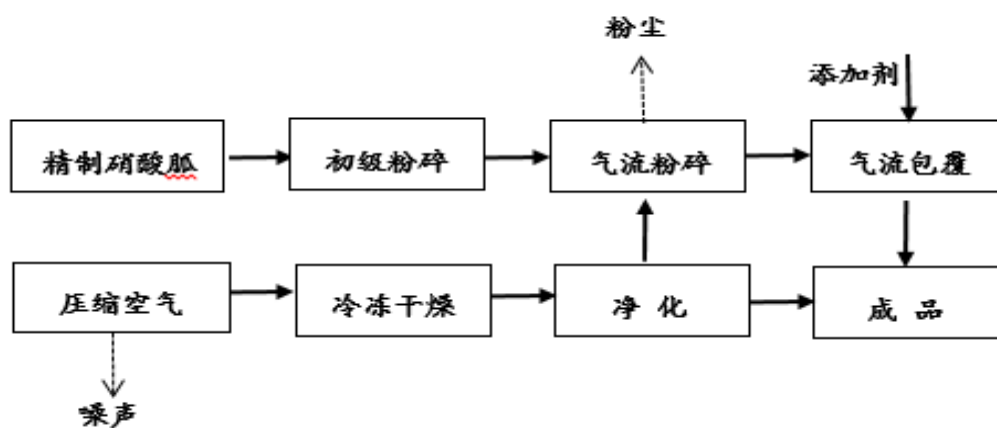 粉尘
添加剂
精制硝酸胍
初级粉碎
气流粉碎
气流包覆
压缩空气
冷冻干燥
净 化
成 品
噪声